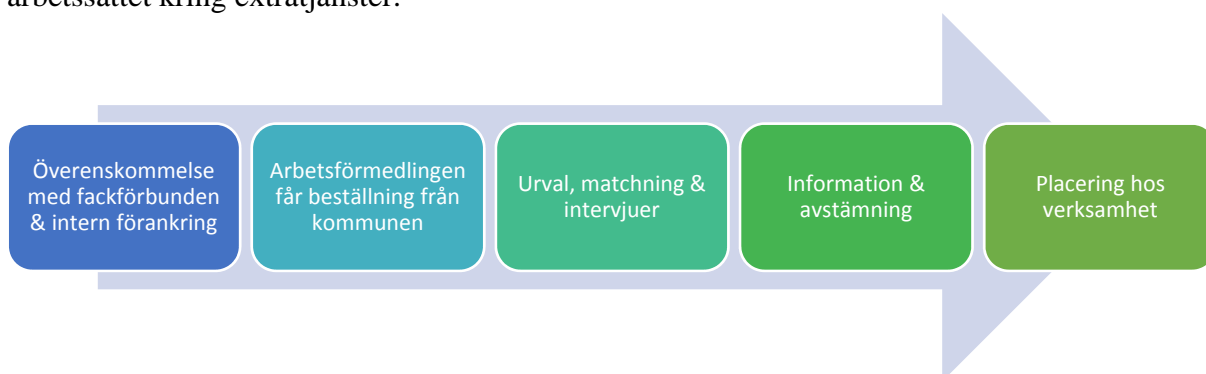 arbetssättet kring extratjänster.
Överenskommelse
med fackförbunden
& intern förankring
Arbetsförmedlingen
får beställning från
kommunen
Urval, matchning &
intervjuer
Information &
avstämning
Placering hos
verksamhet